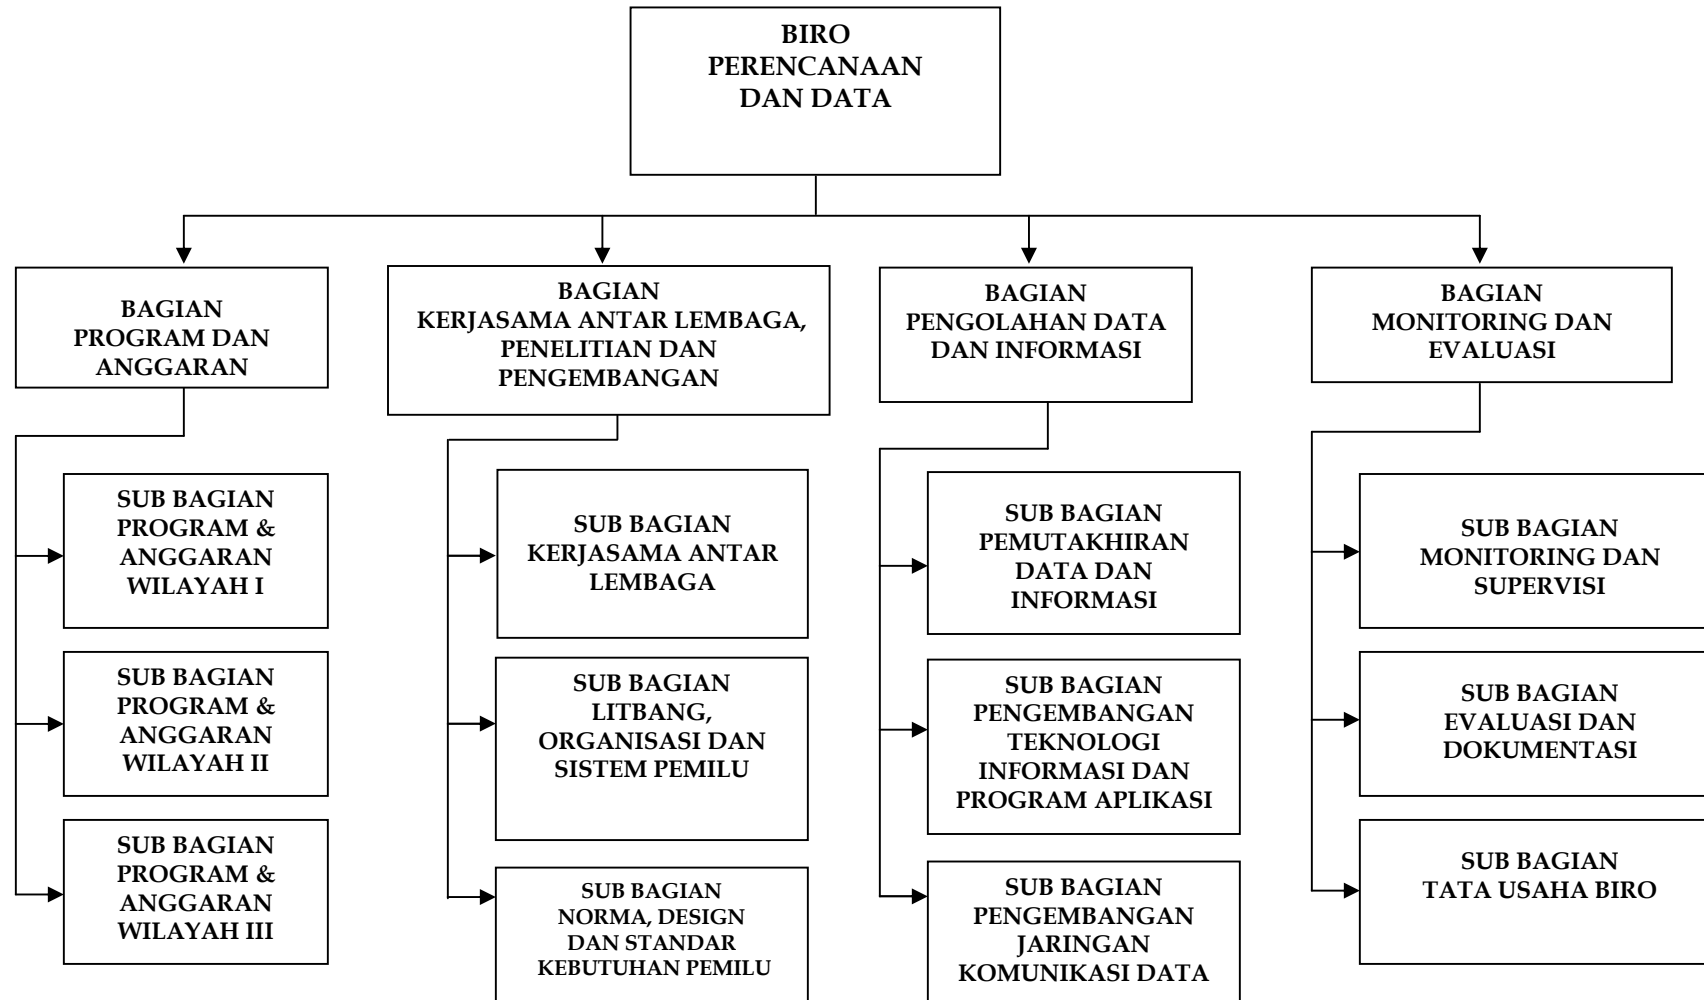 BIRO
PERENCANAAN
DAN DATA
BAGIAN
PROGRAM DAN
ANGGARAN
BAGIAN
KERJASAMA ANTAR LEMBAGA,
PENELITIAN DAN
PENGEMBANGAN
BAGIAN
PENGOLAHAN DATA
DAN INFORMASI
BAGIAN
MONITORING DAN
EVALUASI
SUB BAGIAN
PROGRAM &
ANGGARAN
WILAYAH I
SUB BAGIAN
PROGRAM &
ANGGARAN
WILAYAH II
SUB BAGIAN
PROGRAM &
ANGGARAN
WILAYAH III
SUB BAGIAN
KERJASAMA ANTAR
LEMBAGA
SUB BAGIAN
LITBANG,
ORGANISASI DAN
SISTEM PEMILU
SUB BAGIAN
NORMA, DESIGN
DAN STANDAR
KEBUTUHAN PEMILU
SUB BAGIAN
PEMUTAKHIRAN
DATA DAN
INFORMASI
SUB BAGIAN
PENGEMBANGAN
TEKNOLOGI
INFORMASI DAN
PROGRAM APLIKASI
SUB BAGIAN
PENGEMBANGAN
JARINGAN
KOMUNIKASI DATA
SUB BAGIAN
MONITORING DAN
SUPERVISI
SUB BAGIAN
EVALUASI DAN
DOKUMENTASI
SUB BAGIAN
TATA USAHA BIRO